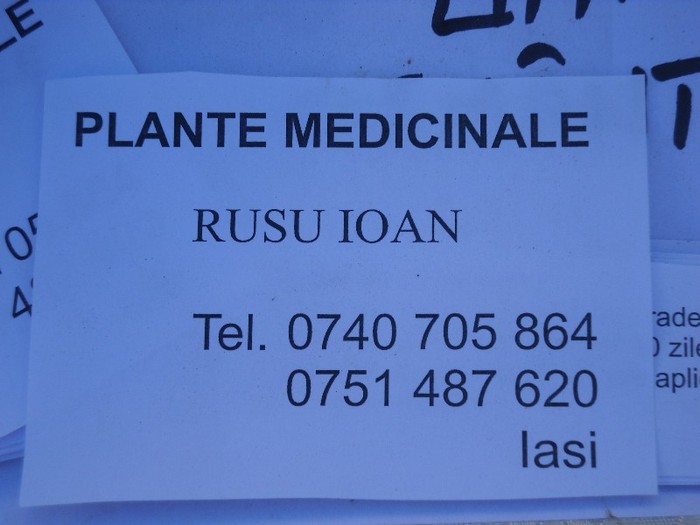 PLANTE MEDICINALE
RUSU IOAN
Tel. 0740 705 864
0751 487 620
Iasi